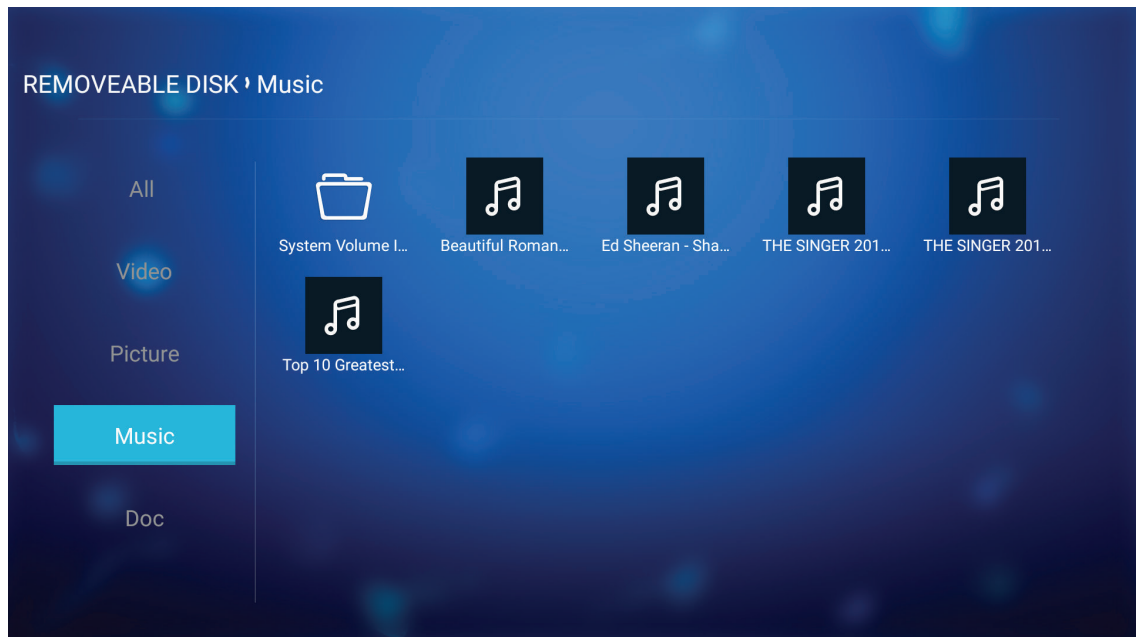 REMOVEABLE DISK Music
All
Video
Picture
Music
Doc
System Volume I...
Beautiful Roman...
Ed Sheeran - Sha...
THE SINGER 201...
THE SINGER 201...
Top 10 Greatest...